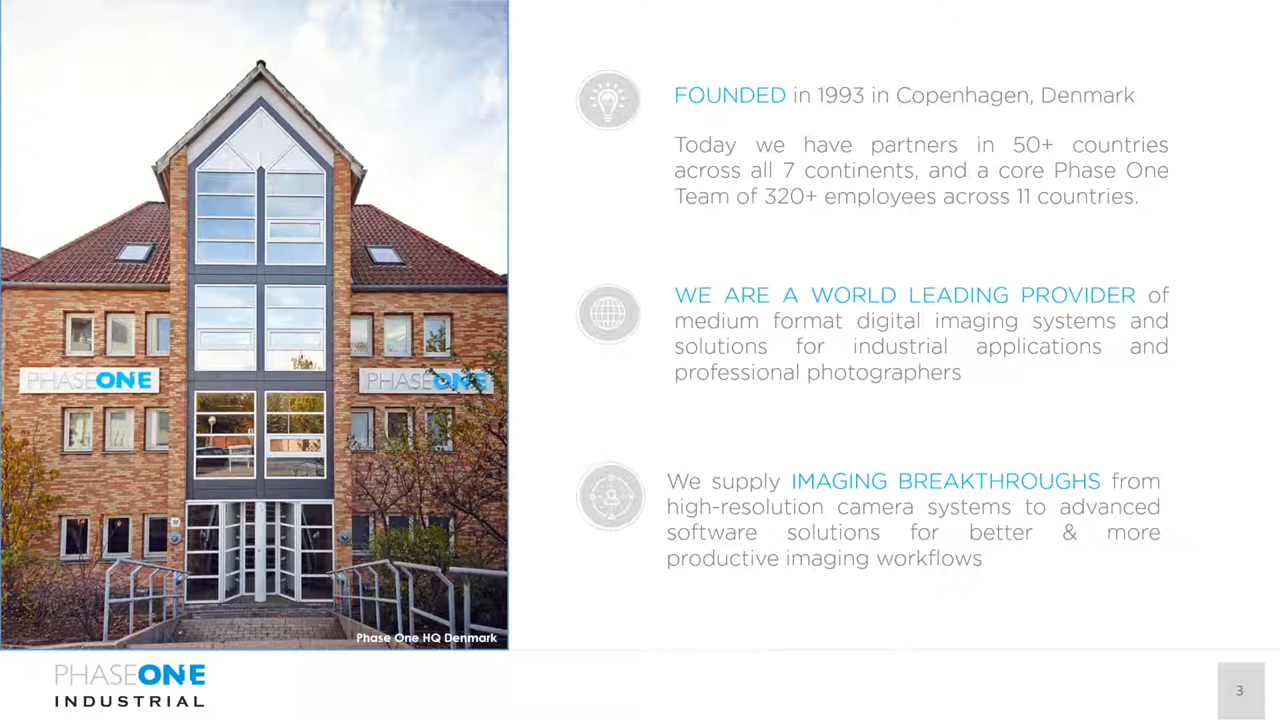 FOUNDED in 1993 in Copenhagen, Denmark
Today we have partners in 50+ countries
across all 7 continents, and a core Phase One
Team of 320+ employees across 11 countries.
WE ARE A WORLD LEADING PROVIDER of
medium format digital imaging systems and
solutions for industrial applications and
professional photographers
We supply IMAGING BREAKTHROUGHS from
high-resolution camera systems to advanced
software solutions for better & more
productive imaging workflows
PHASEONE
PHASEONE
Phase One HQ Denmark
PHASEONE
INDUSTRIAL
3